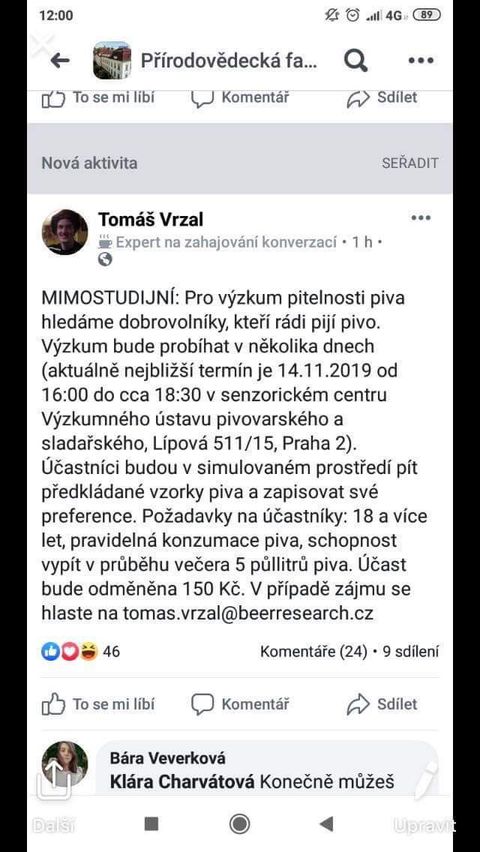 12:00
4G
89
Přírodovědecká fa...
To se mi líbí Komentář Sdílet
Nová aktivita SEŘADIT
Tomáš Vrzal
Expert na zahajování konverzací • 1 h •
MIMOSTUDIJNÍ: Pro výzkum pitelnosti piva
hledáme dobrovolníky, kteří rádi pijí pivo.
Výzkum bude probíhat v několika dnech
(aktuálně nejbližší termín je 14.11.2019 od
16:00 do cca 18:30 v senzorickém centru
Výzkumného ústavu pivovarského a
sladařského, Lípová 511/15, Praha 2).
Účastníci budou v simulovaném prostředí pít
předkládané vzorky piva a zapisovat své
preference. Požadavky na účastníky: 18 a více
let, pravidelná konzumace piva, schopnost
vypít v průběhu večera 5 půllitrů piva. Účast
bude odměněna 150 Kč. V případě zájmu se
hlaste na tomas.vrzal@beerresearch.cz
46 Komentáře (24) • 9 sdílení
To se mi líbí Komentář Sdílet
Bára Veverková
Klára Charvátová Konečně můžeš
Další Upravit